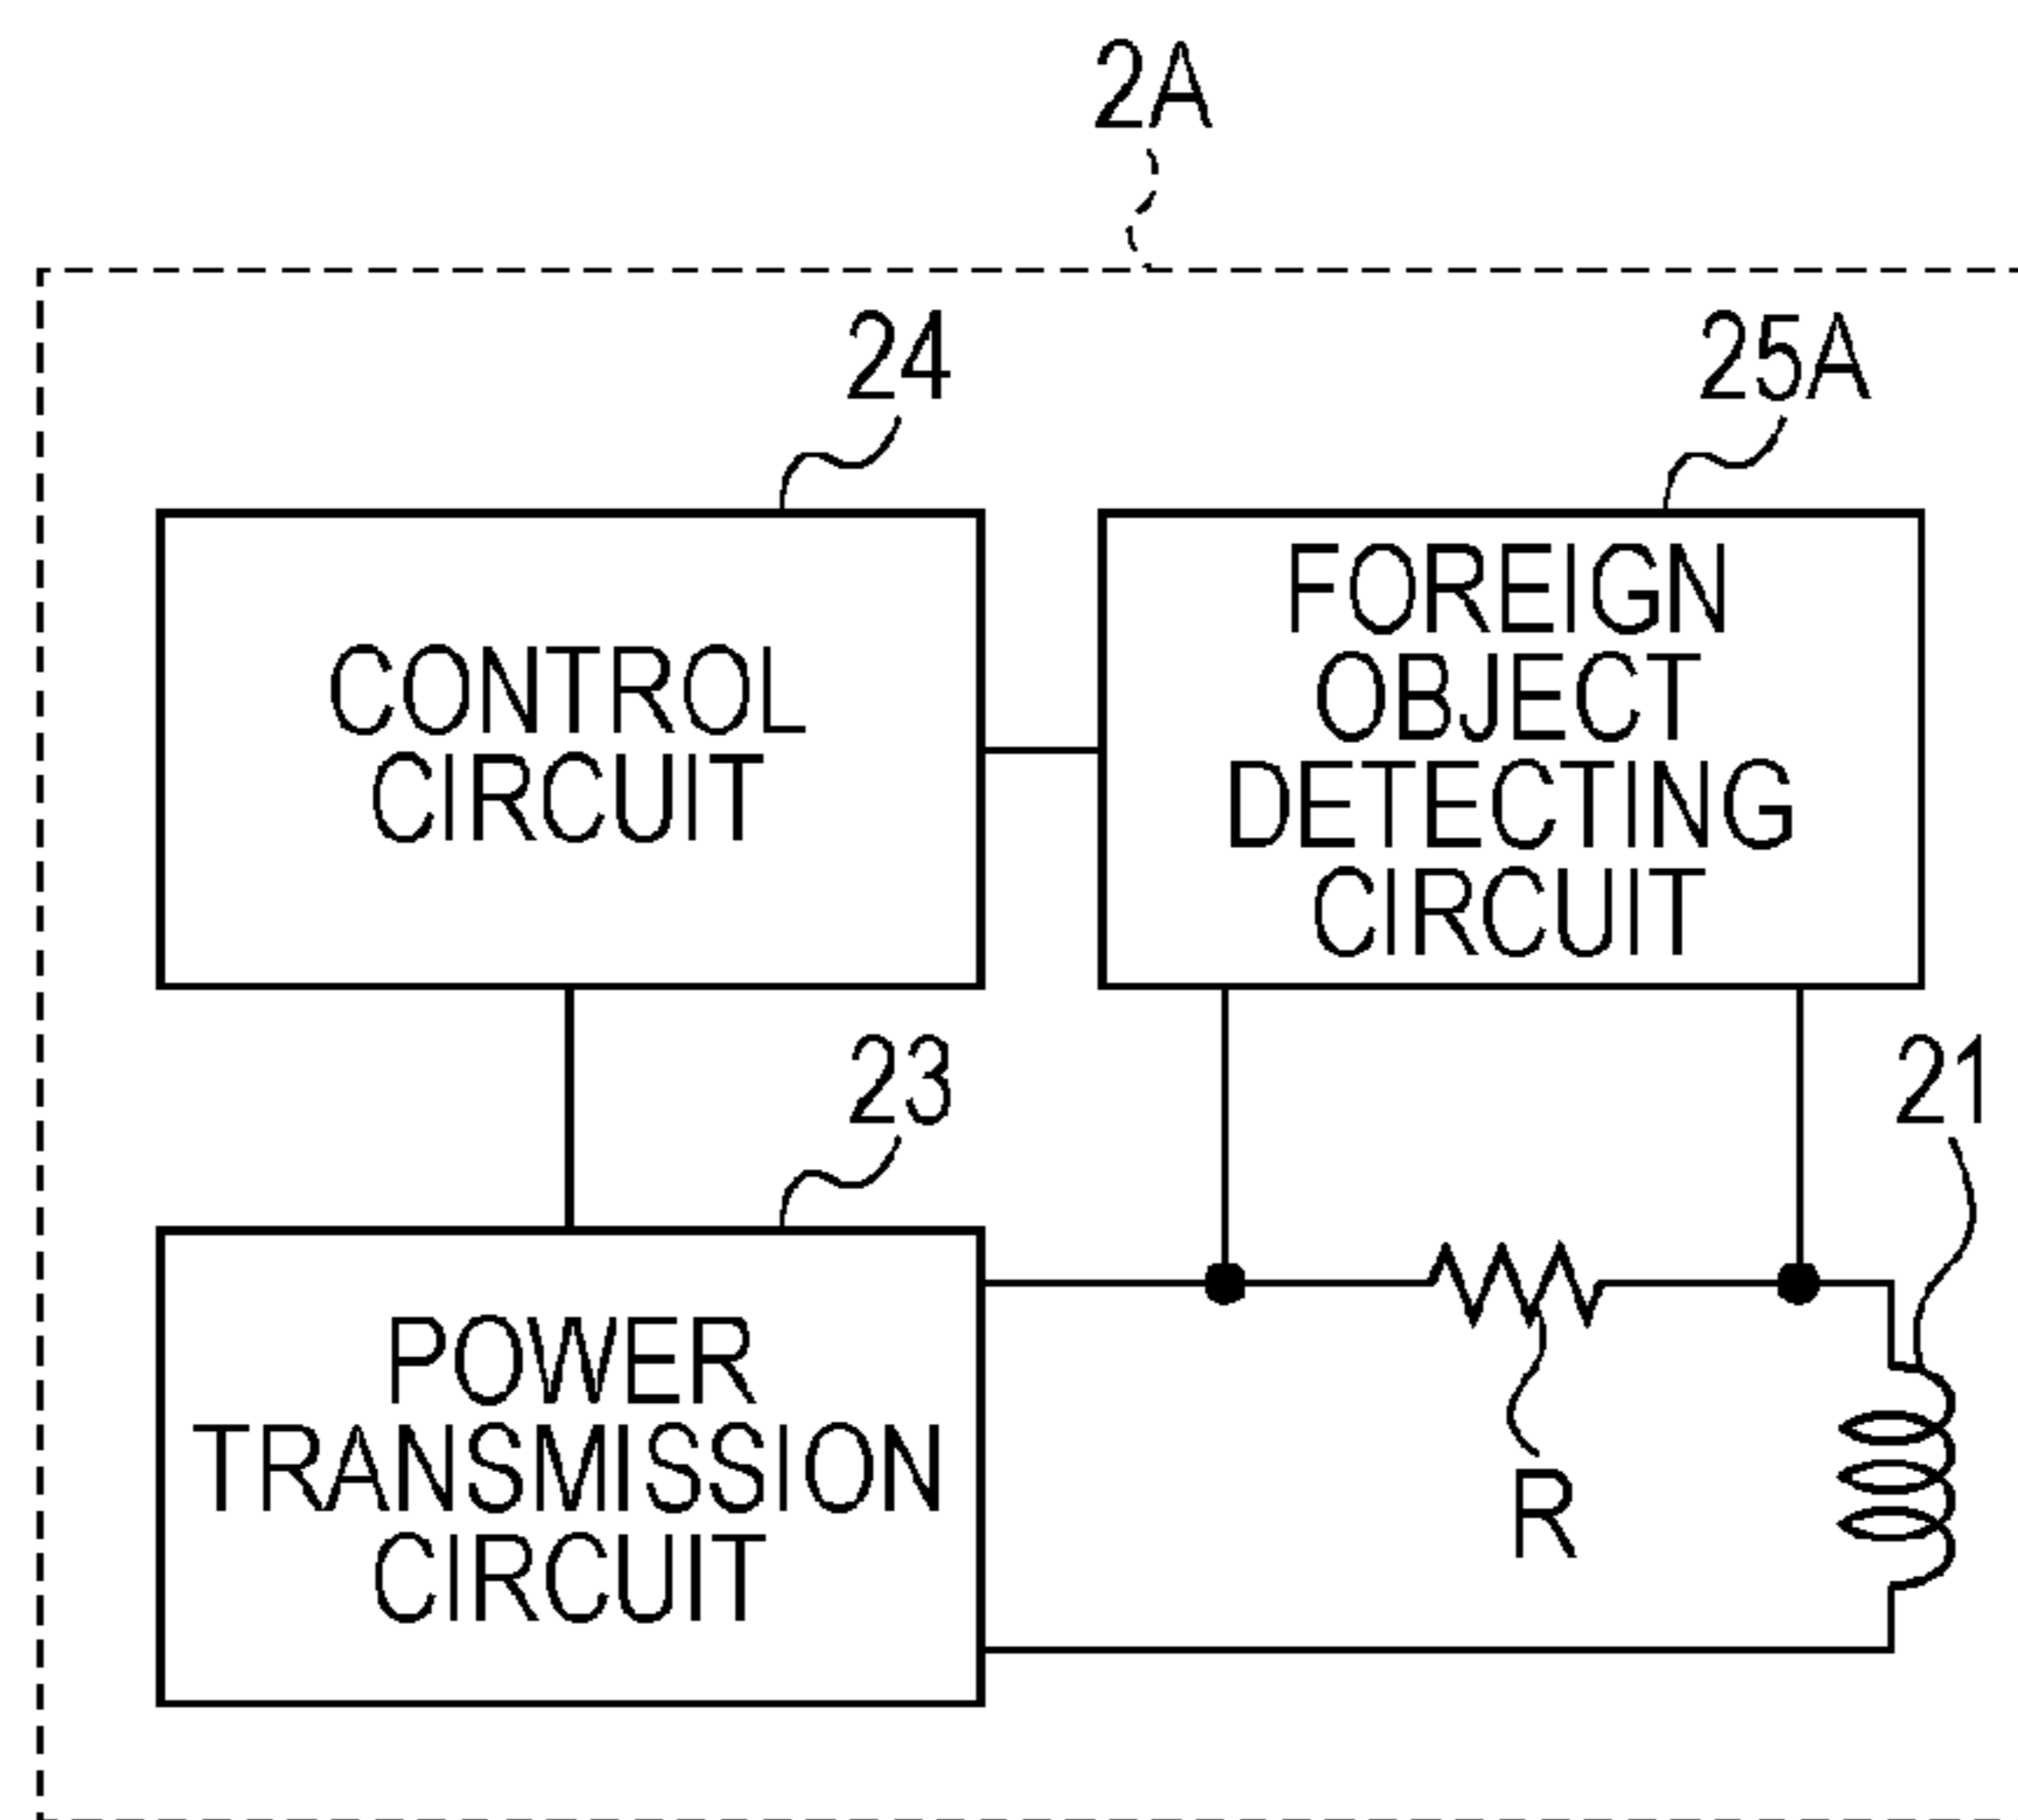 2A
24
25A
CONTROL
CIRCUIT
FOREIGN
OBJECT
DETECTING
CIRCUIT
23
21
POWER
TRANSMISSION
CIRCUIT
R